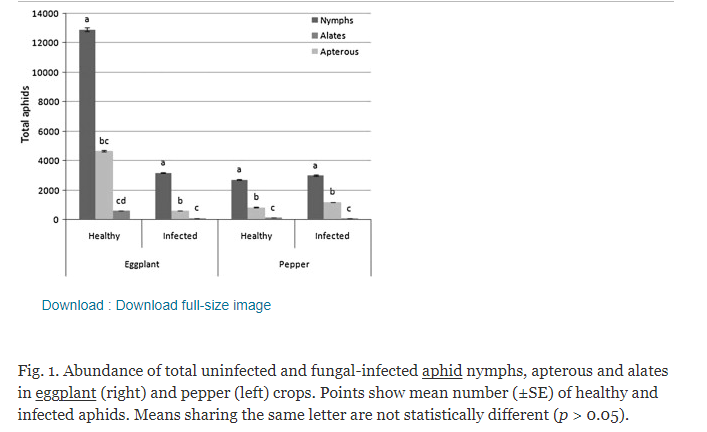 14000
12000
10000
8000
6000
4000
2000
0
Total aphids
Nymphs
Alates
Apterous
a
bc
cd
a
b
c
a
b
c
a
b
c
Healthy Infected Healthy Infected
Eggplant Pepper
Download : Download full-size image
Fig. 1. Abundance of total uninfected and fungal-infected aphid nymphs, apterous and alates
in eggplant (right) and pepper (left) crops. Points show mean number (±SE) of healthy and
infected aphids. Means sharing the same letter are not statistically different (p > 0.05).